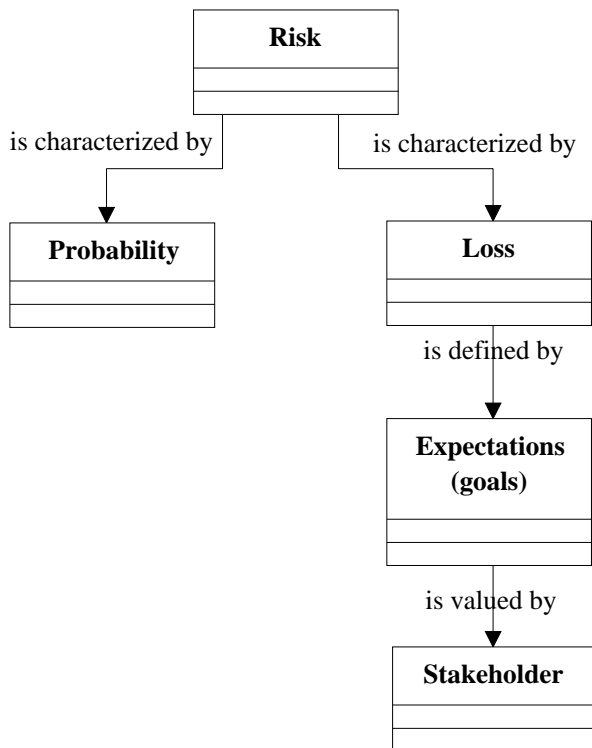 Risk
is characterized by
is characterized by
Probability
Loss
is defined by
Expectations
(goals)
is valued by
Stakeholder